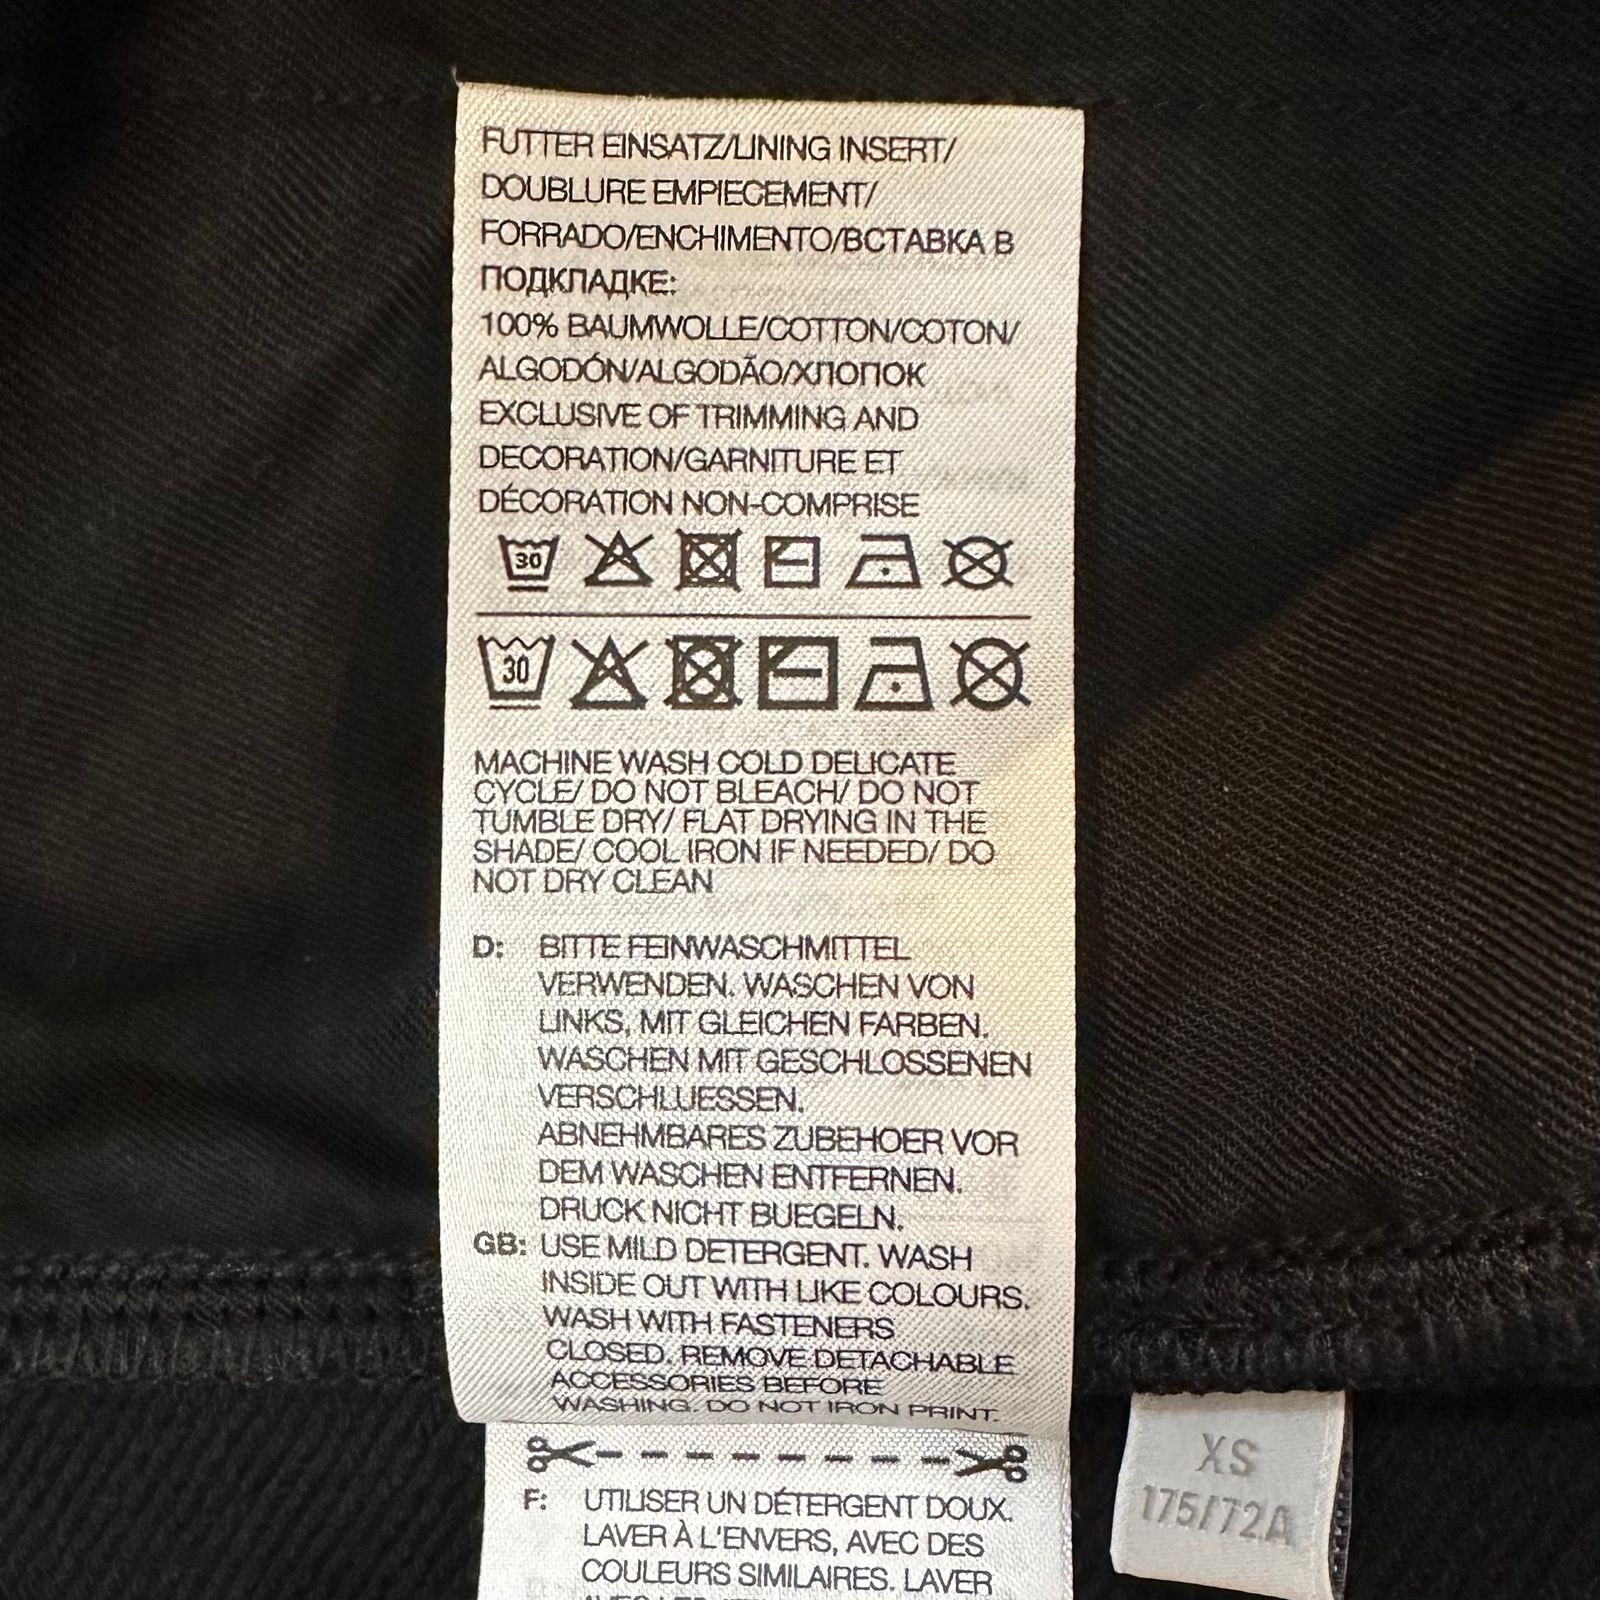 FUTTER EINSATZ/LINING INSERT/
DOUBLURE EMPIECEMENT/
FORRADO/ENCHIMENTO/ВСТАВКА В
ПОДКЛАДКЕ:
100% BAUMWOLLE/COTTON/COTON/
ALGODÓN/ALGODÃO/ХЛОПОК
EXCLUSIVE OF TRIMMING AND
DECORATION/GARNITURE ET
DÉCORATION NON-COMPRISE
30
30
MACHINE WASH COLD DELICATE
CYCLE/ DO NOT BLEACH/ DO NOT
TUMBLE DRY/ FLAT DRYING IN THE
SHADE/ COOL IRON IF NEEDED/ DO
NOT DRY CLEAN
D: BITTE FEINWASCHMITTEL
VERWENDEN. WASCHEN VON
LINKS, MIT GLEICHEN FARBEN.
WASCHEN MIT GESCHLOSSENEN
VERSCHLUESSEN.
ABNEHMBARES ZUBEHOER VOR
DEM WASCHEN ENTFERNEN.
DRUCK NICHT BUEGELN.
GB: USE MILD DETERGENT. WASH
INSIDE OUT WITH LIKE COLOURS.
WASH WITH FASTENERS
CLOSED. REMOVE DETACHABLE
ACCESSORIES BEFORE
WASHING. DO NOT IRON PRINT.
F: UTILISER UN DÉTERGENT DOUX.
LAVER À L'ENVERS, AVEC DES
COULEURS SIMILAIRES. LAVER
XS
175/72A